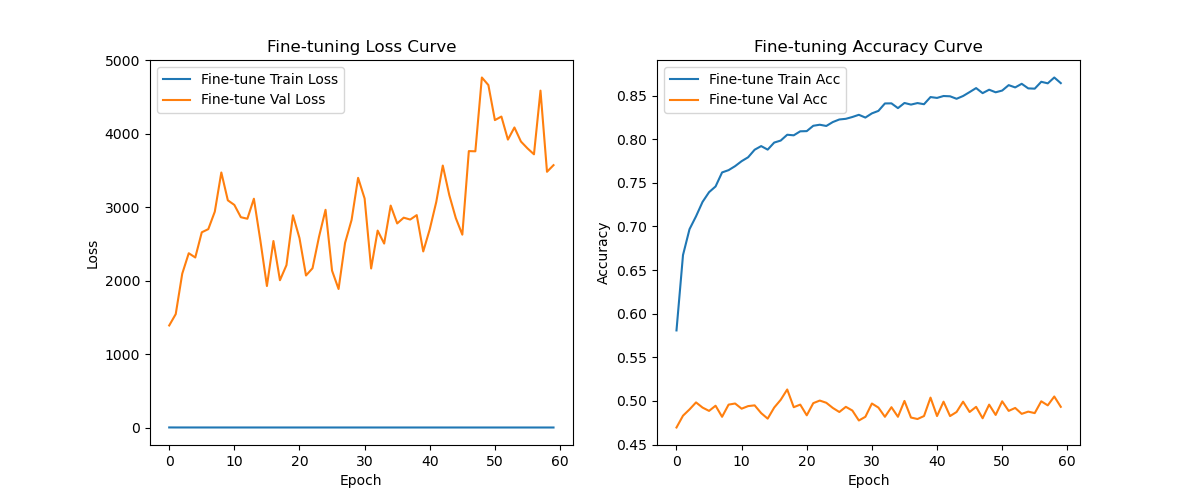 Fine-tuning Loss Curve
Fine-tune Train Loss
Fine-tune Val Loss
5000
4000
3000
2000
1000
0
Loss
0 10 20 30 40 50 60
Epoch
Fine-tuning Accuracy Curve
Fine-tune Train Acc
Fine-tune Val Acc
0.85
0.80
0.75
0.70
0.65
0.60
0.55
0.50
0.45
Accuracy
0 10 20 30 40 50 60
Epoch